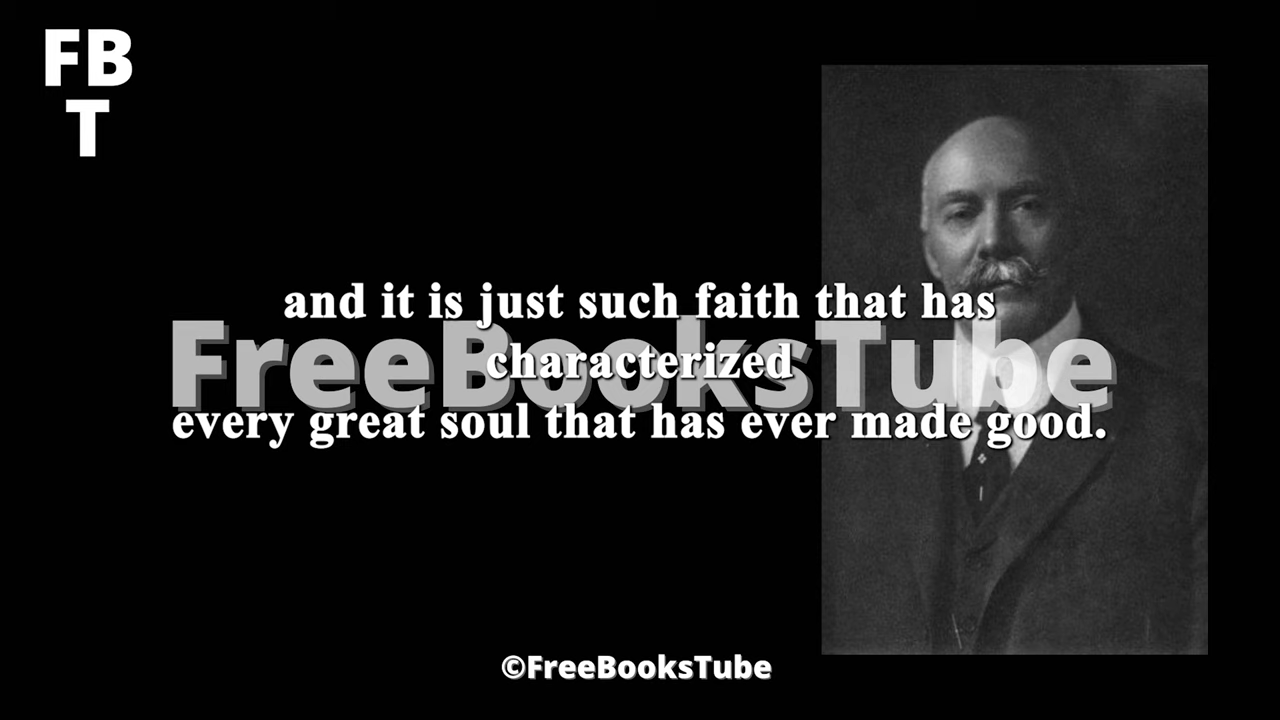 FB
T
and it is just such faith that has
FreeBooksTube
characterized
every great soul that has ever made good.
©FreeBooksTube